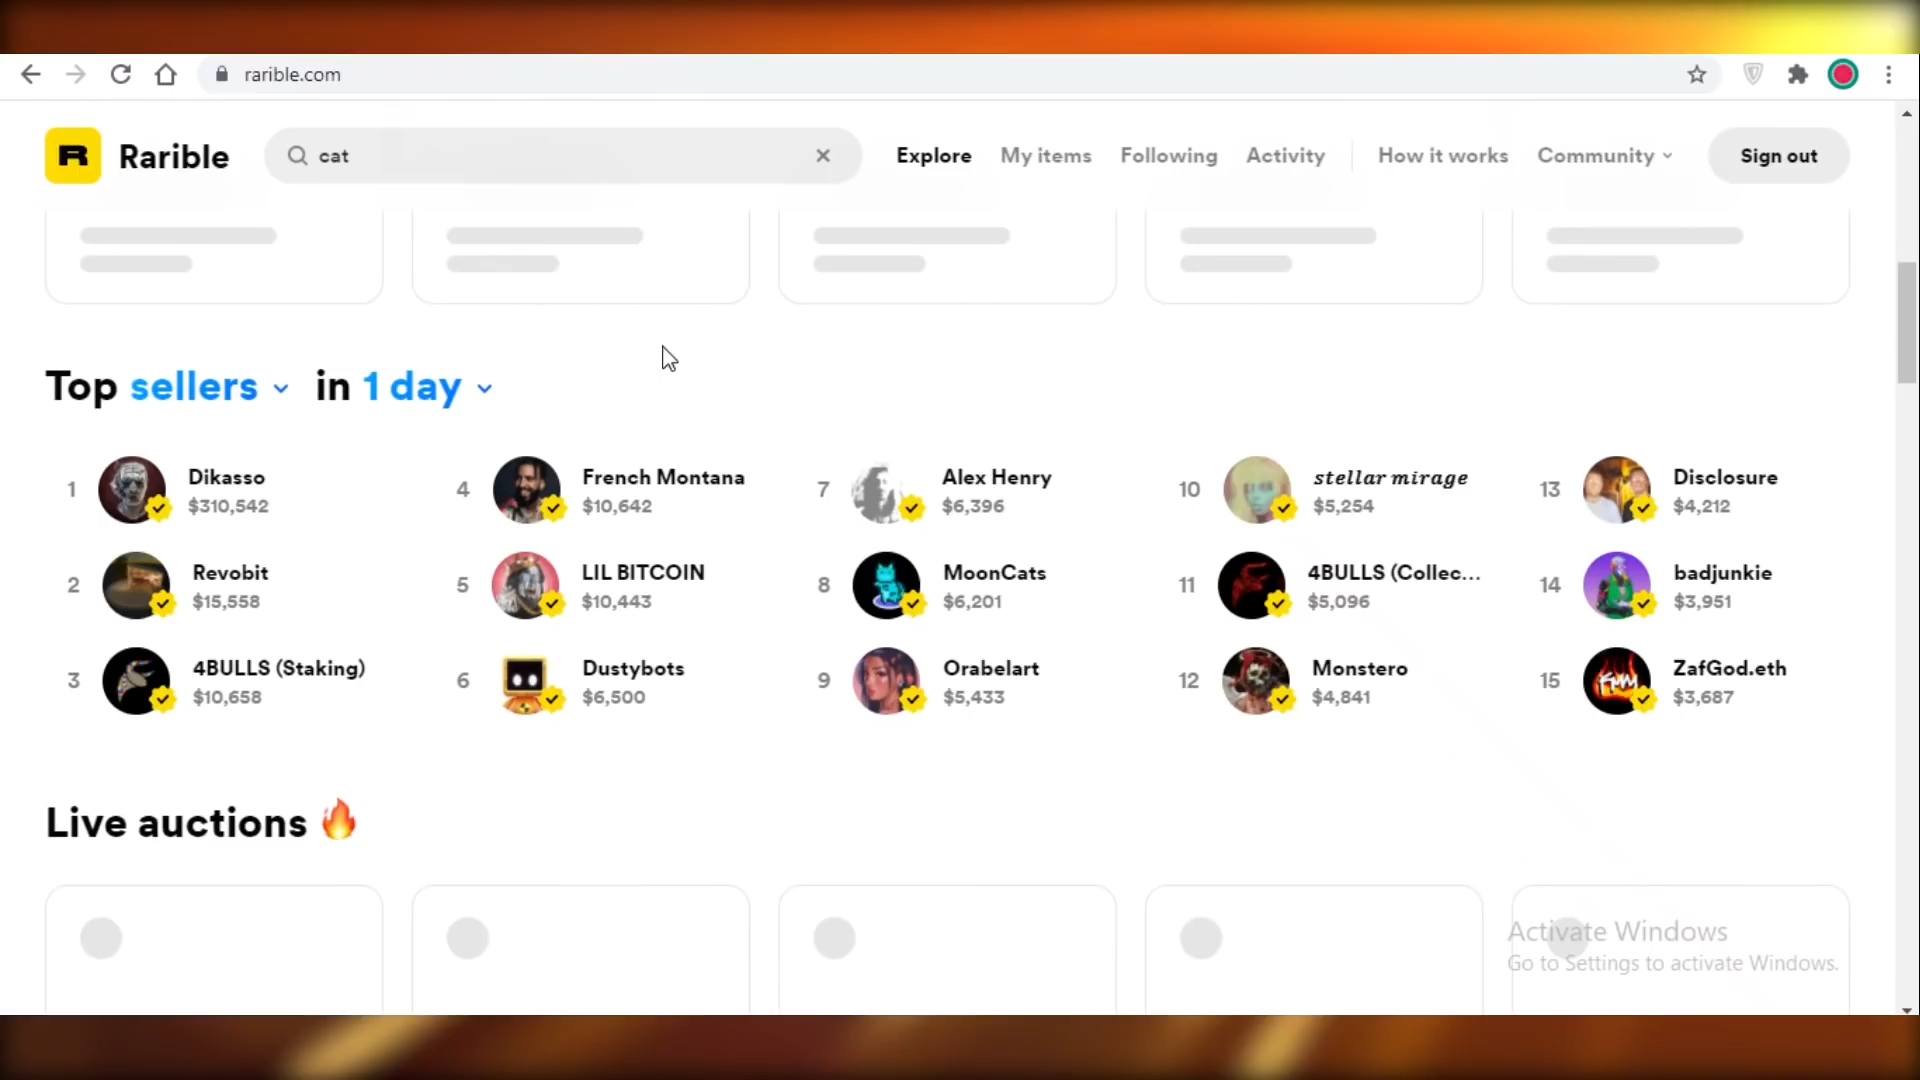 rarible.com
R Rarible
cat
Explore My items Following Activity How it works Community Sign out
Top sellers in 1 day
1 Dikasso
$310,542
4 French Montana
$10,642
7 Alex Henry
$6,396
10 stellar mirage
$5,254
13 Disclosure
$4,212
2 Revobit
$15,558
5 LIL BITCOIN
$10,443
8 MoonCats
$6,201
11 4BULLS (Collec...
$5,096
14 badjunkie
$3,951
3 4BULLS (Staking)
$10,658
6 Dustybots
$6,500
9 Orabelart
$5,433
12 Monstero
$4,841
15 ZafGod.eth
$3,687
Live auctions 🔥
Activate Windows
Go to Settings to activate Windows.